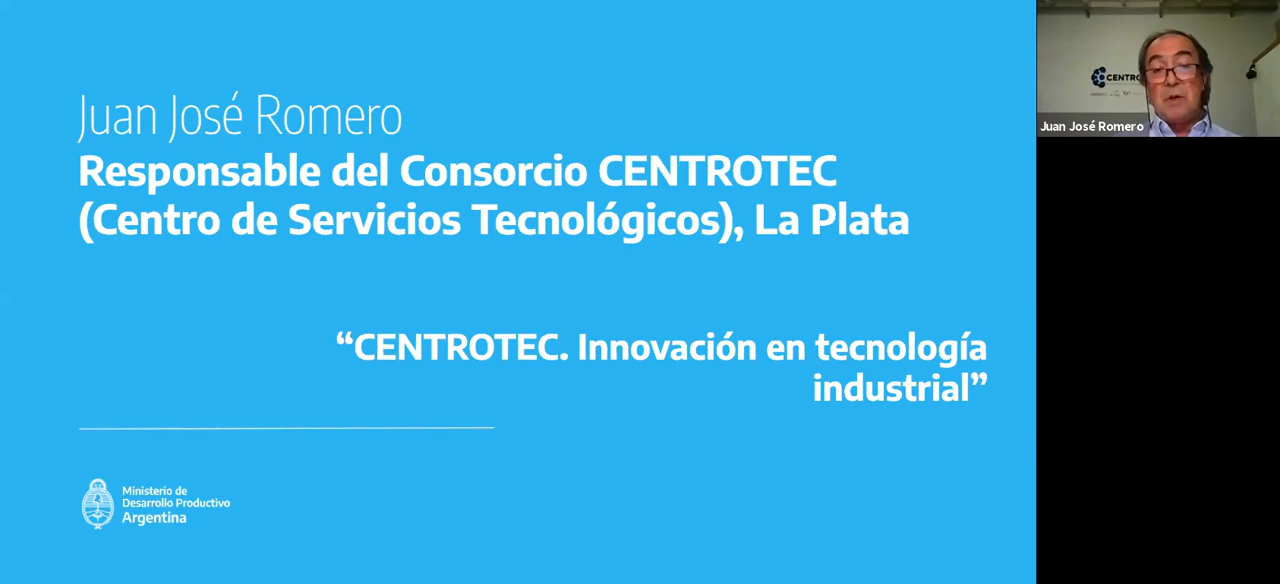 Juan José Romero
Responsable del Consorcio CENTROTEC
(Centro de Servicios Tecnológicos), La Plata
“CENTROTEC. Innovación en tecnología
industrial”
Ministerio de
Desarrollo Productivo
Argentina
Juan José Romero